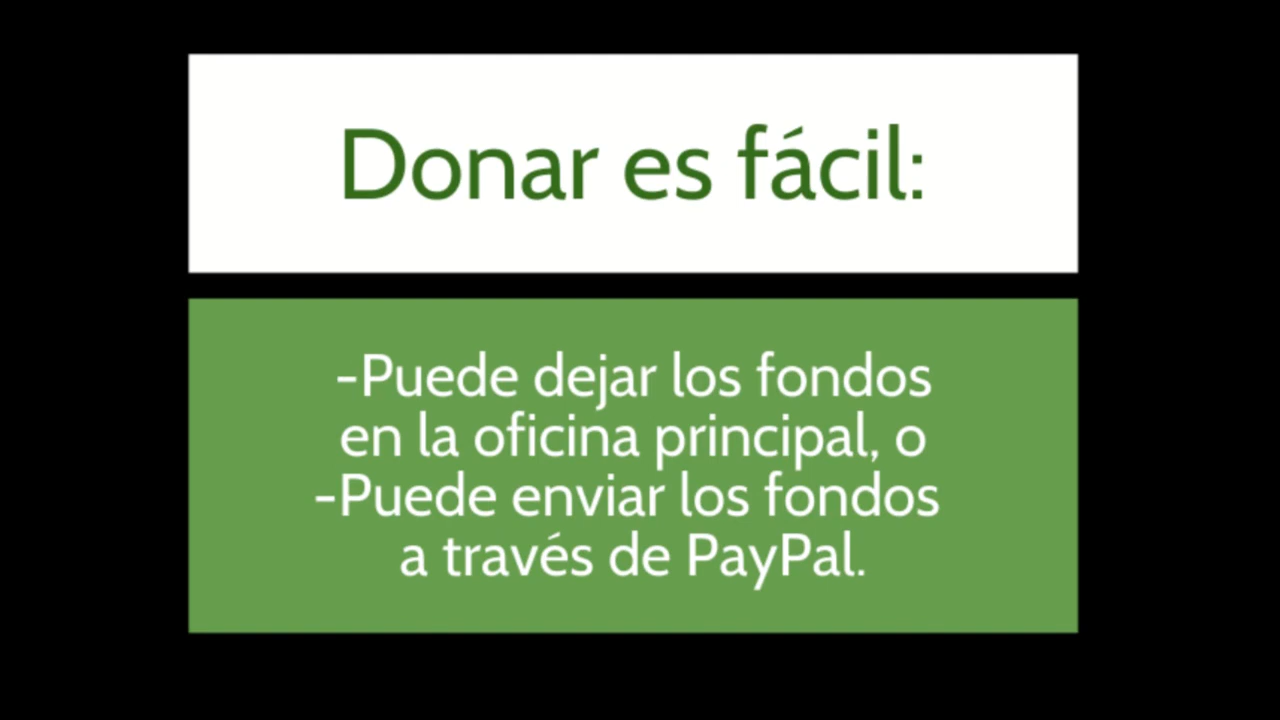 Donar es fácil:
-Puede dejar los fondos
en la oficina principal, o
-Puede enviar los fondos
a través de PayPal.